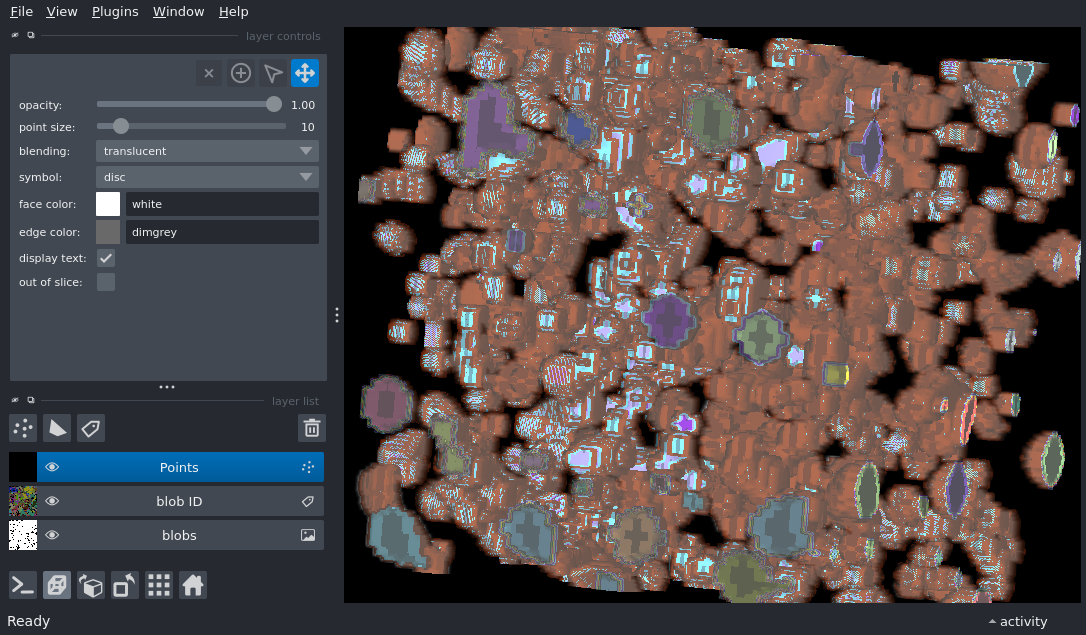 File View Plugins Window Help
layer controls
opacity: 1.00
point size: 10
blending: translucent
symbol: disc
face color: white
edge color: dimgrey
display text:
out of slice:
layer list
Points
blob ID
blobs
Ready
activity